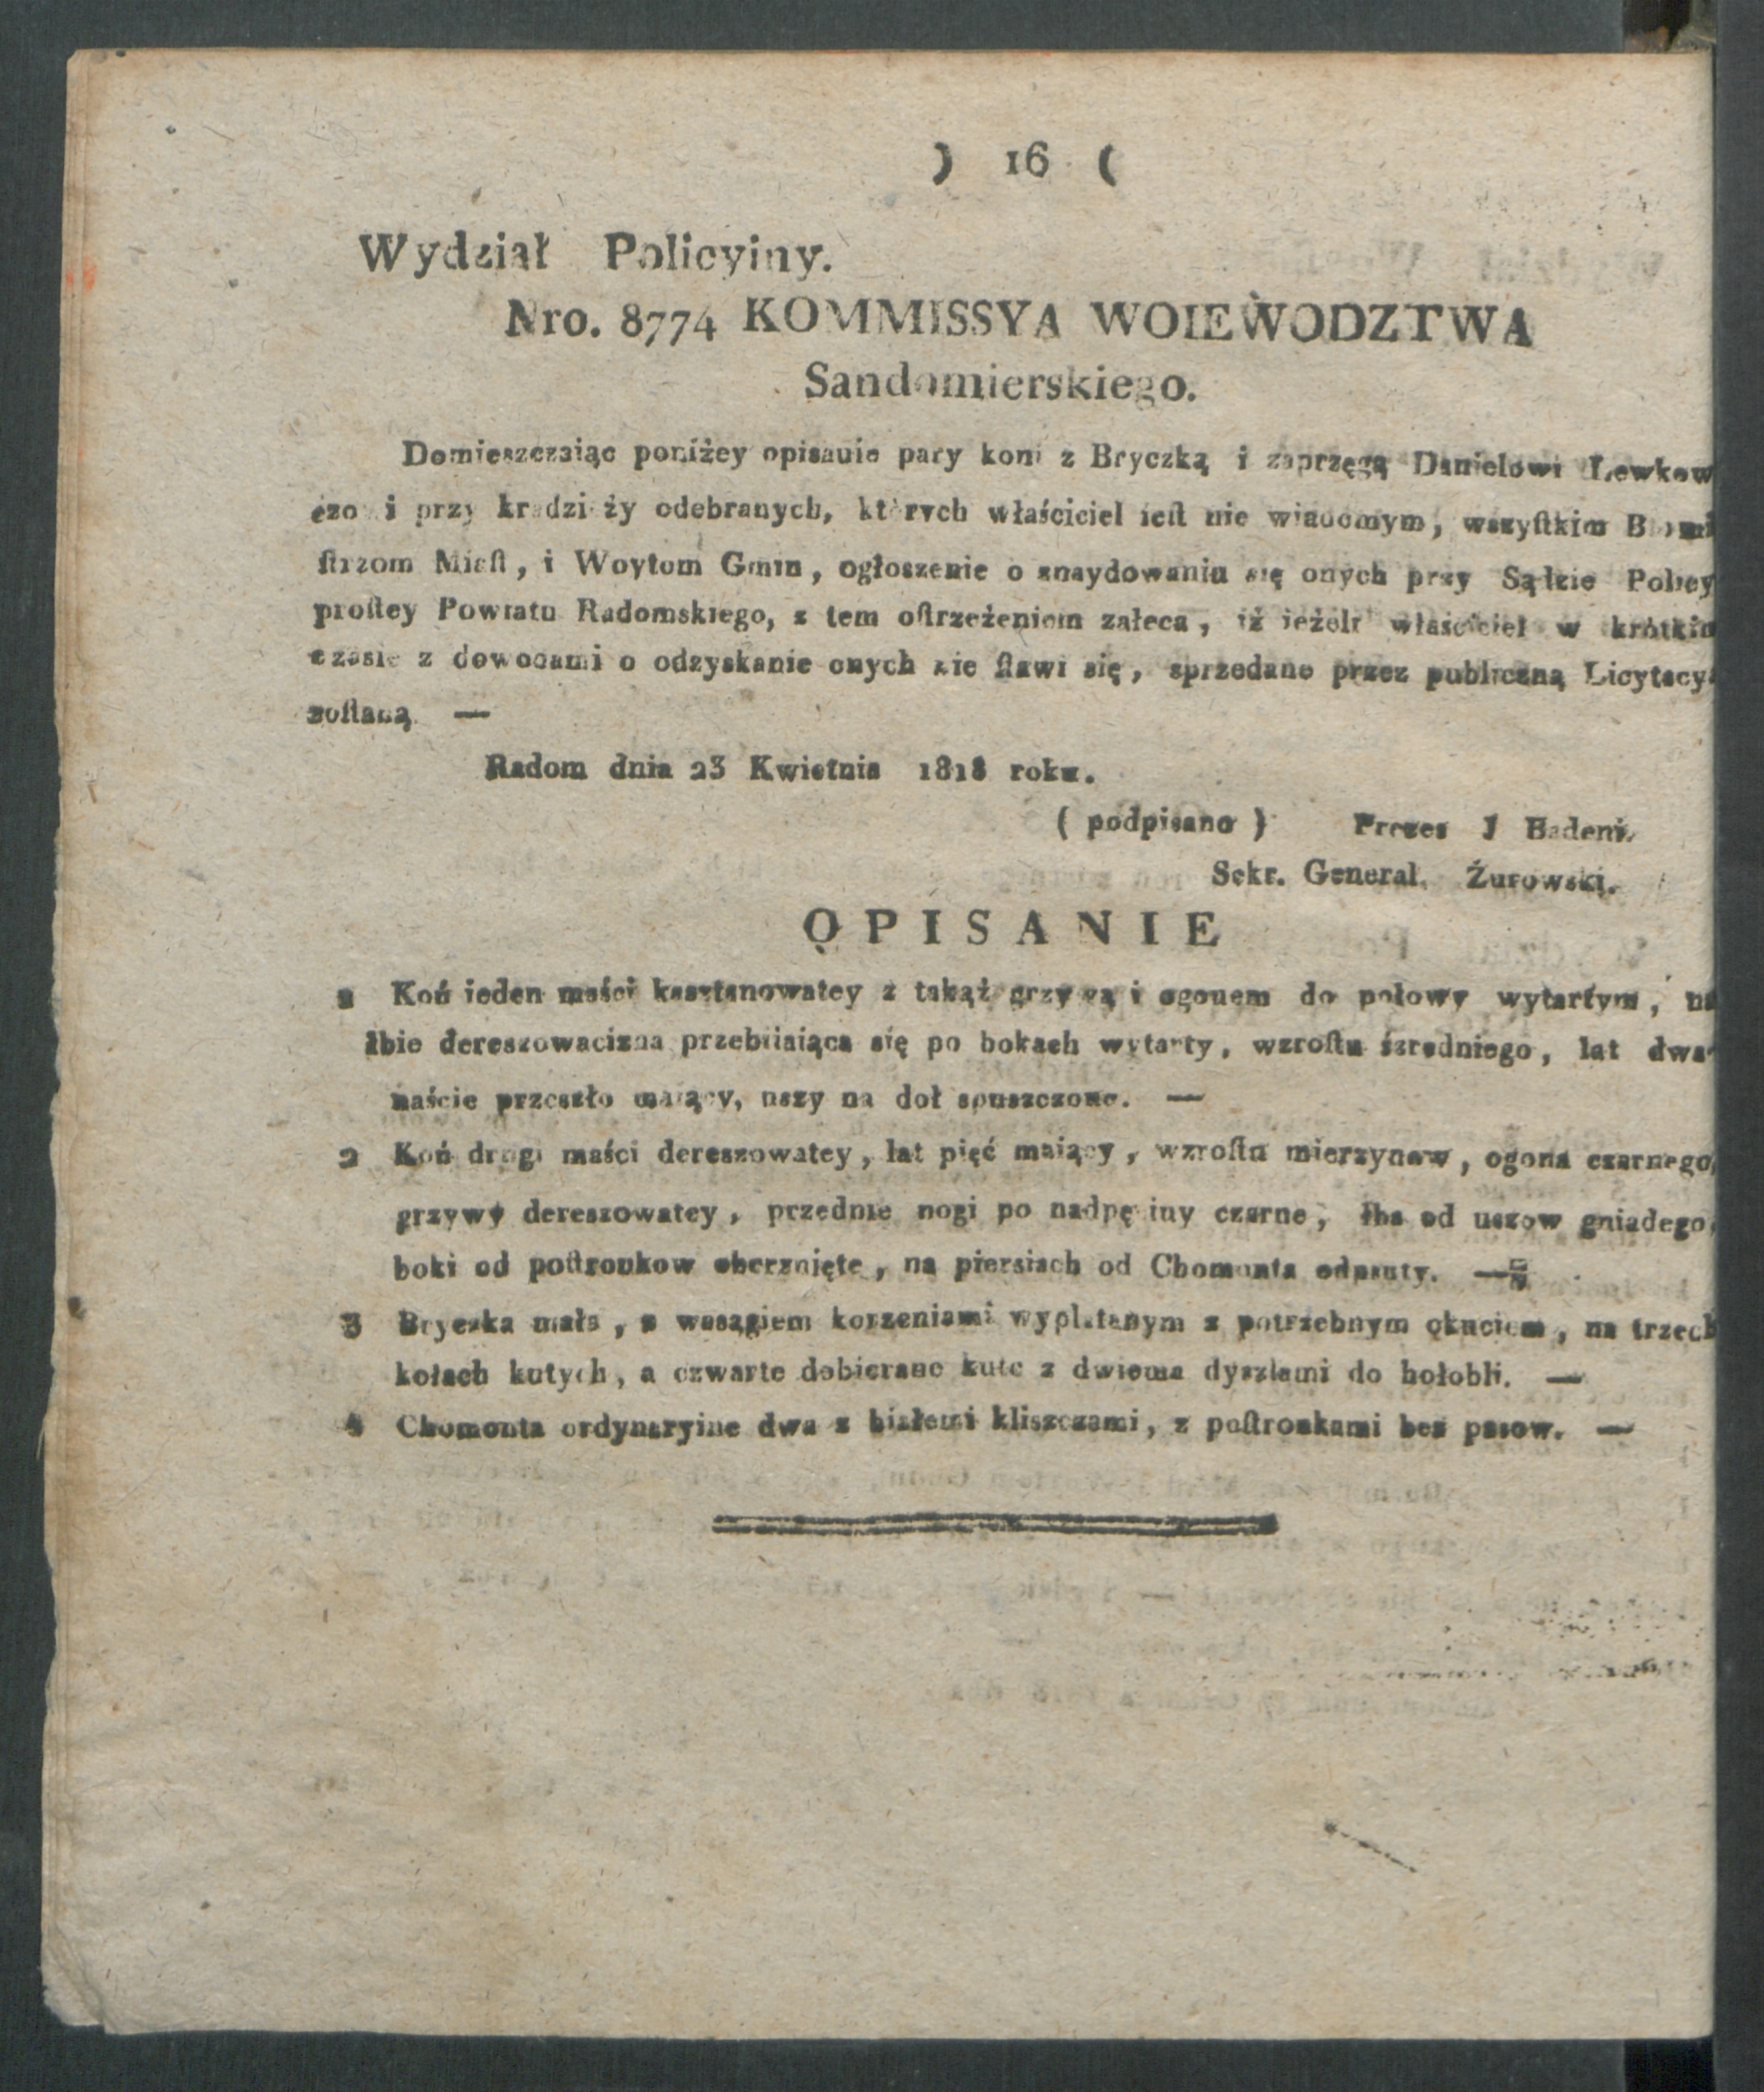 ) 16 (
Wydział Policyiny.
Nro. 8774 KOMMISSYA WOIEWODZTWA
Sandomierskiego.
Domieszczaiąc poniżey opisanie pary koni z Bryczką i zaprzęgą Danielowi Lewkow
czowi przy kradzieży odebranych, których właściciel ieſt nie wiadomym, wszyſtkim
ſtrzom Miaſt, i Woytom Gmin, ogłoszenie o znaydowaniu się onych przy Sądzie Policy
proſtey Powiatu Radomskiego, z tem oſtrzeżeniem załeca, iż ieżeli właściciel w krótkim
czasie z dowodami o odzyskanie onych nie ſtawi się, sprzedane przez publiczną Licytacy
zoſtaną —
Radom dnia 23 Kwietnia 1818 roku.
( podpisano ) Prezes J Badeni.
Sekr. General. Żurowski.
OPISANIE
1 Koń ieden maści kasztanowatey z takąż grzywą i ogonem do połowy wytartym, na
łbie dereszowacizna przebiiaiąca się po bokach wytarty, wzroſtu śzredniego, lat dwa-
naście przeszło maiący, uszy na doł spuszczone. —
2 Koń drugi maści dereszowatey, łat pięć maiący, wzroſtu mierzynow, ogona czarnego,
grzywy dereszowatey, przednie nogi po nadpęciny czarne, łba od uszow gniadego,
boki od poſtronkow oberznięte, na piersiach od Chomonta odpsuty. —
3 Bryczka mała, z wasągiem korzeniami wyplatanym z potrzebnym okuciem, na trzech
kołach kutych, a czwarte dobierane kute z dwiema dyszlami do hołobli. —
4 Chomonta ordynaryine dwa z białemi kliszczami, z poſtronkami bez pasow. —